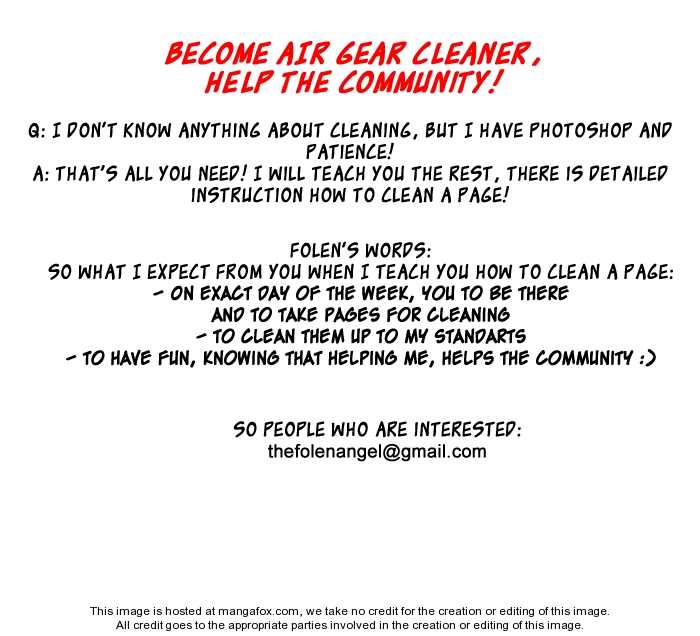 BECOME AIR GEAR CLEANER,
HELP THE COMMUNITY!
Q: I DON'T KNOW ANYTHING ABOUT CLEANING, BUT I HAVE PHOTOSHOP AND
PATIENCE!
A: THAT'S ALL YOU NEED! I WILL TEACH YOU THE REST, THERE IS DETAILED
INSTRUCTION HOW TO CLEAN A PAGE!
FOLEN'S WORDS:
SO WHAT I EXPECT FROM YOU WHEN I TEACH YOU HOW TO CLEAN A PAGE:
- ON EXACT DAY OF THE WEEK, YOU TO BE THERE
AND TO TAKE PAGES FOR CLEANING
- TO CLEAN THEM UP TO MY STANDARTS
- TO HAVE FUN, KNOWING THAT HELPING ME, HELPS THE COMMUNITY :)
SO PEOPLE WHO ARE INTERESTED:
thefolenangel@gmail.com
This image is hosted at mangafox.com, we take no credit for the creation or editing of this image.
All credit goes to the appropriate parties involved in the creation or editing of this image.